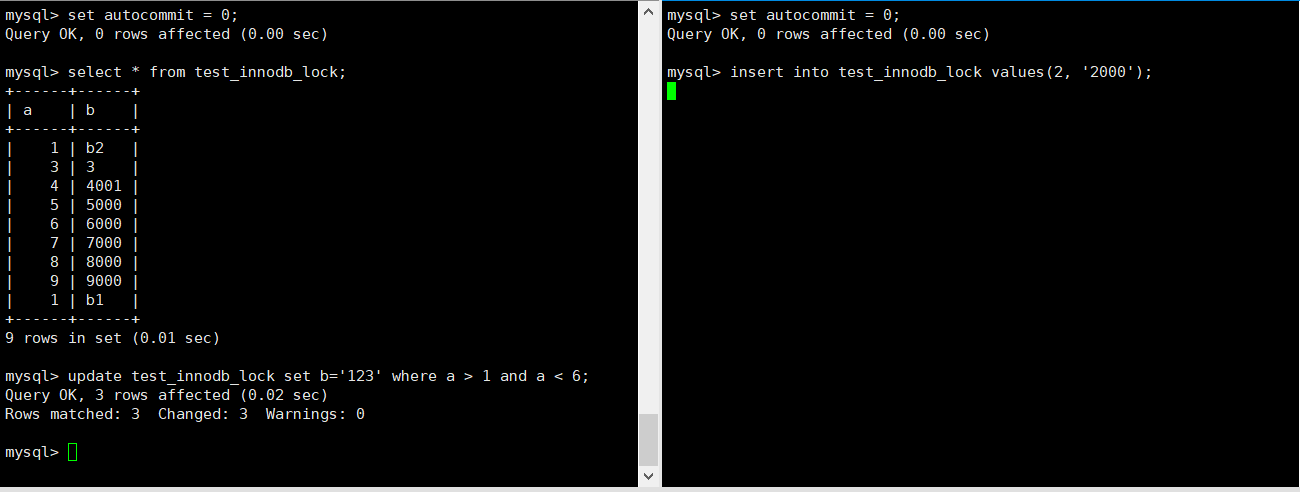 mysql> set autocommit = 0;
Query OK, 0 rows affected (0.00 sec)
mysql> select * from test_innodb_lock;
+------+------+
| a    | b    |
+------+------+
|    1 | b2   |
|    3 | 3    |
|    4 | 4001 |
|    5 | 5000 |
|    6 | 6000 |
|    7 | 7000 |
|    8 | 8000 |
|    9 | 9000 |
|    1 | b1   |
+------+------+
9 rows in set (0.01 sec)
mysql> update test_innodb_lock set b='123' where a > 1 and a < 6;
Query OK, 3 rows affected (0.02 sec)
Rows matched: 3  Changed: 3  Warnings: 0
mysql>
mysql> set autocommit = 0;
Query OK, 0 rows affected (0.00 sec)
mysql> insert into test_innodb_lock values(2, '2000');